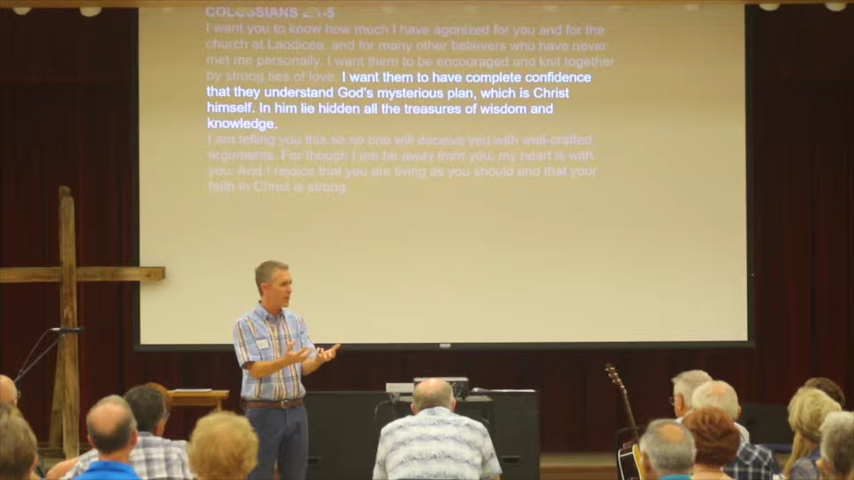 COLOSSIANS 2:1-5
I want you to know how much I have agonized for you and for the
church at Laodicea, and for many other believers who have never
met me personally. I want them to be encouraged and knit together
by strong ties of love. I want them to have complete confidence
that they understand God's mysterious plan, which is Christ
himself. In him lie hidden all the treasures of wisdom and
knowledge.
I am telling you this so no one will deceive you with well-crafted
arguments. For though I am far away from you, my heart is with
you. And I rejoice that you are living as you should and that your
faith in Christ is strong.